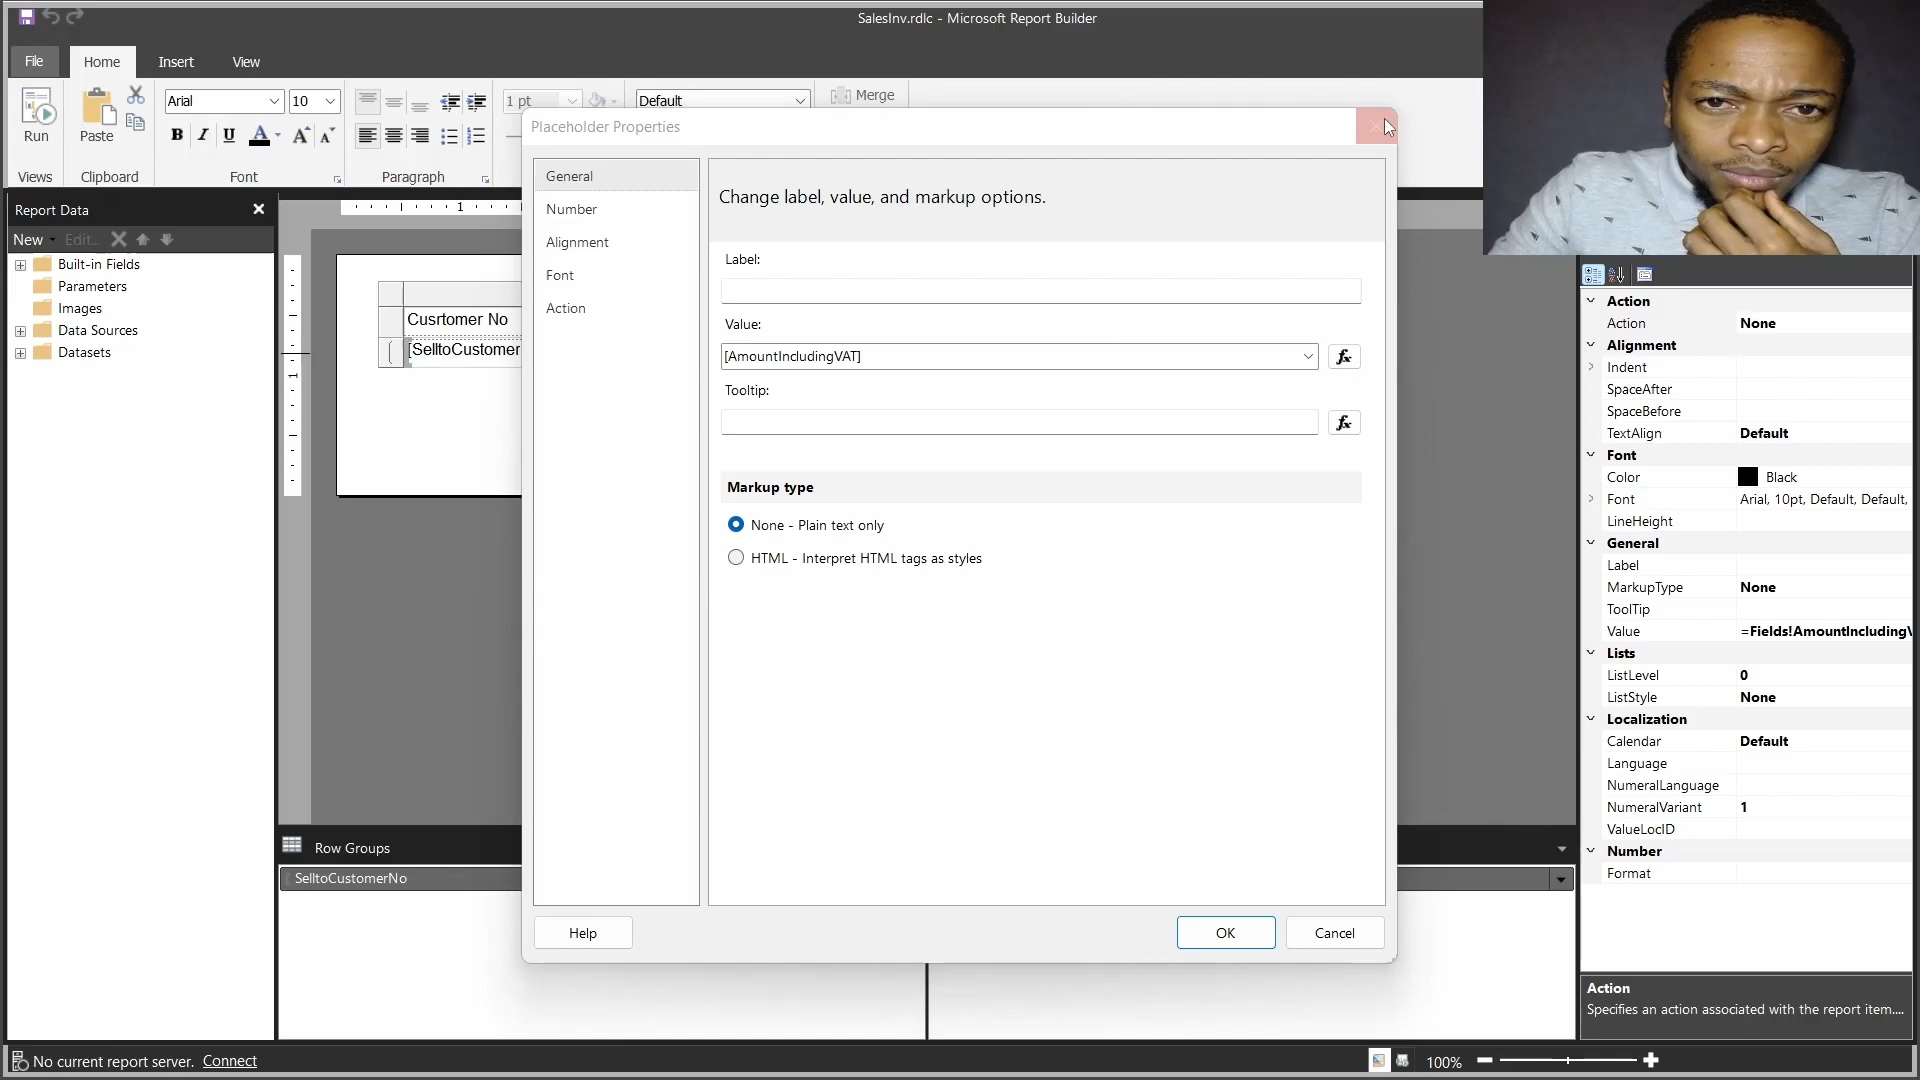 SalesInv.rdlc - Microsoft Report Builder
File
Home
Insert
View
Run
Paste
Arial
10
1 pt
Default
Merge
B I U A A A
Views
Clipboard
Font
Paragraph
Report Data
New
Edit...
Built-in Fields
Parameters
Images
Data Sources
Datasets
1
1
Cusrtomer No
[SelltoCustomer
Placeholder Properties
General
Number
Alignment
Font
Action
Change label, value, and markup options.
Label:
Value:
[AmountIncludingVAT]
fx
Tooltip:
fx
Markup type
None - Plain text only
HTML - Interpret HTML tags as styles
Help
OK
Cancel
Row Groups
SelltoCustomerNo
Action
Action None
Alignment
Indent
SpaceAfter
SpaceBefore
TextAlign Default
Font
Color Black
Font Arial, 10pt, Default, Default,
LineHeight
General
Label
MarkupType None
ToolTip
Value =Fields!AmountIncludingV
Lists
ListLevel 0
ListStyle None
Localization
Calendar Default
Language
NumeralLanguage
NumeralVariant 1
ValueLocID
Number
Format
Action
Specifies an action associated with the report item....
No current report server. Connect
100%